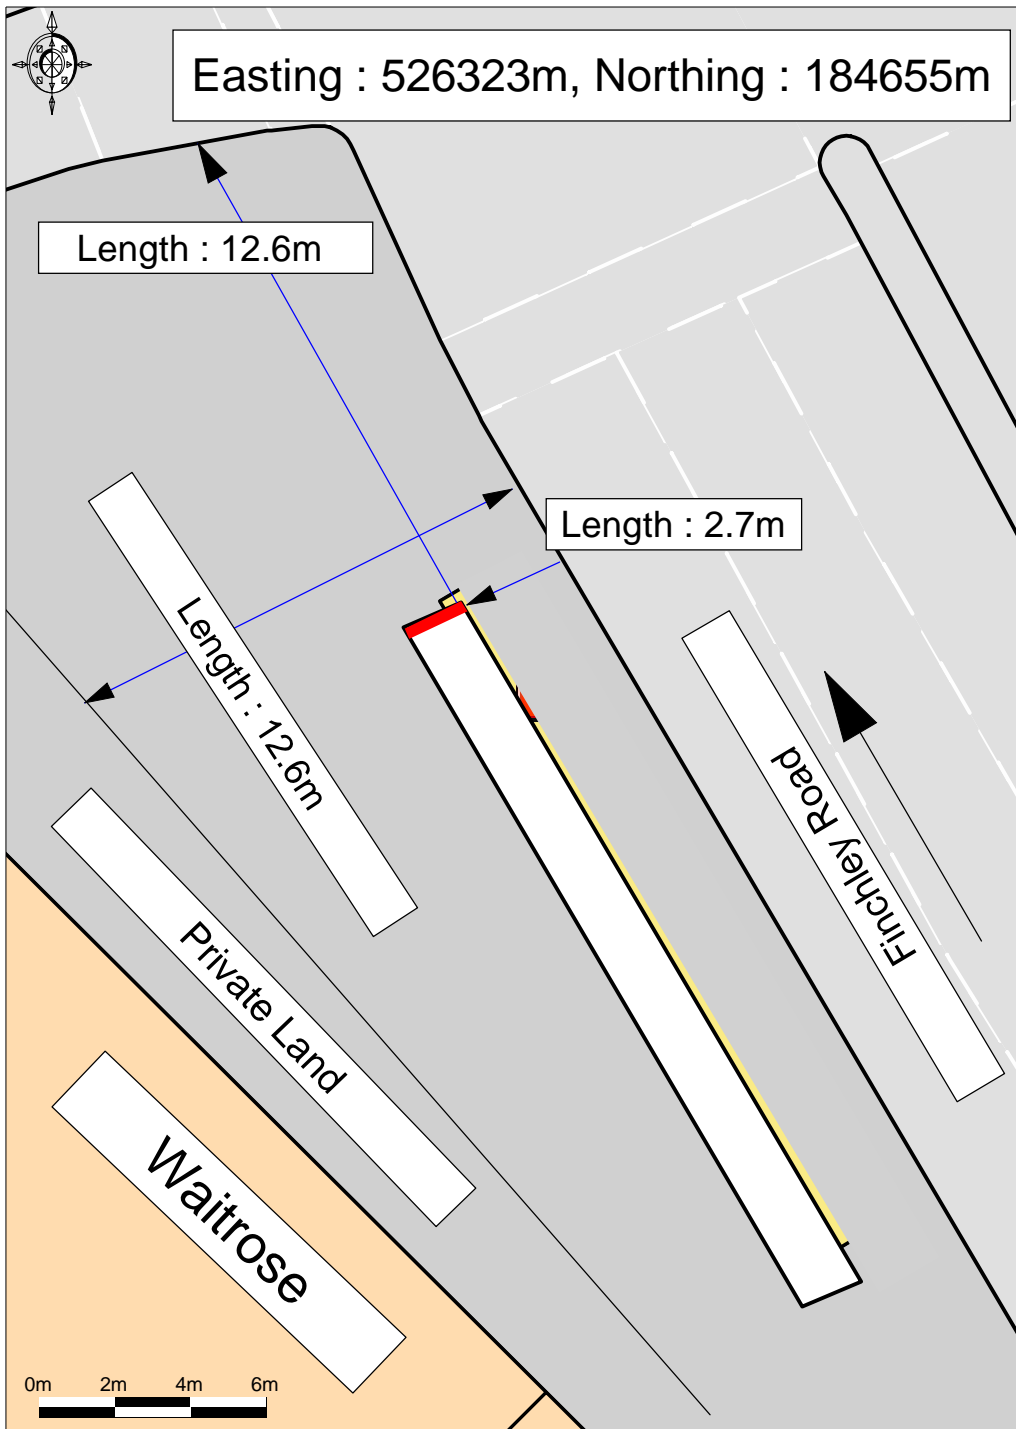 Easting : 526323m, Northing : 184655m
Length : 12.6m
Length : 2.7m
Length : 12.6m
Finchley Road
Private Land
Waitrose
0m 2m 4m 6m